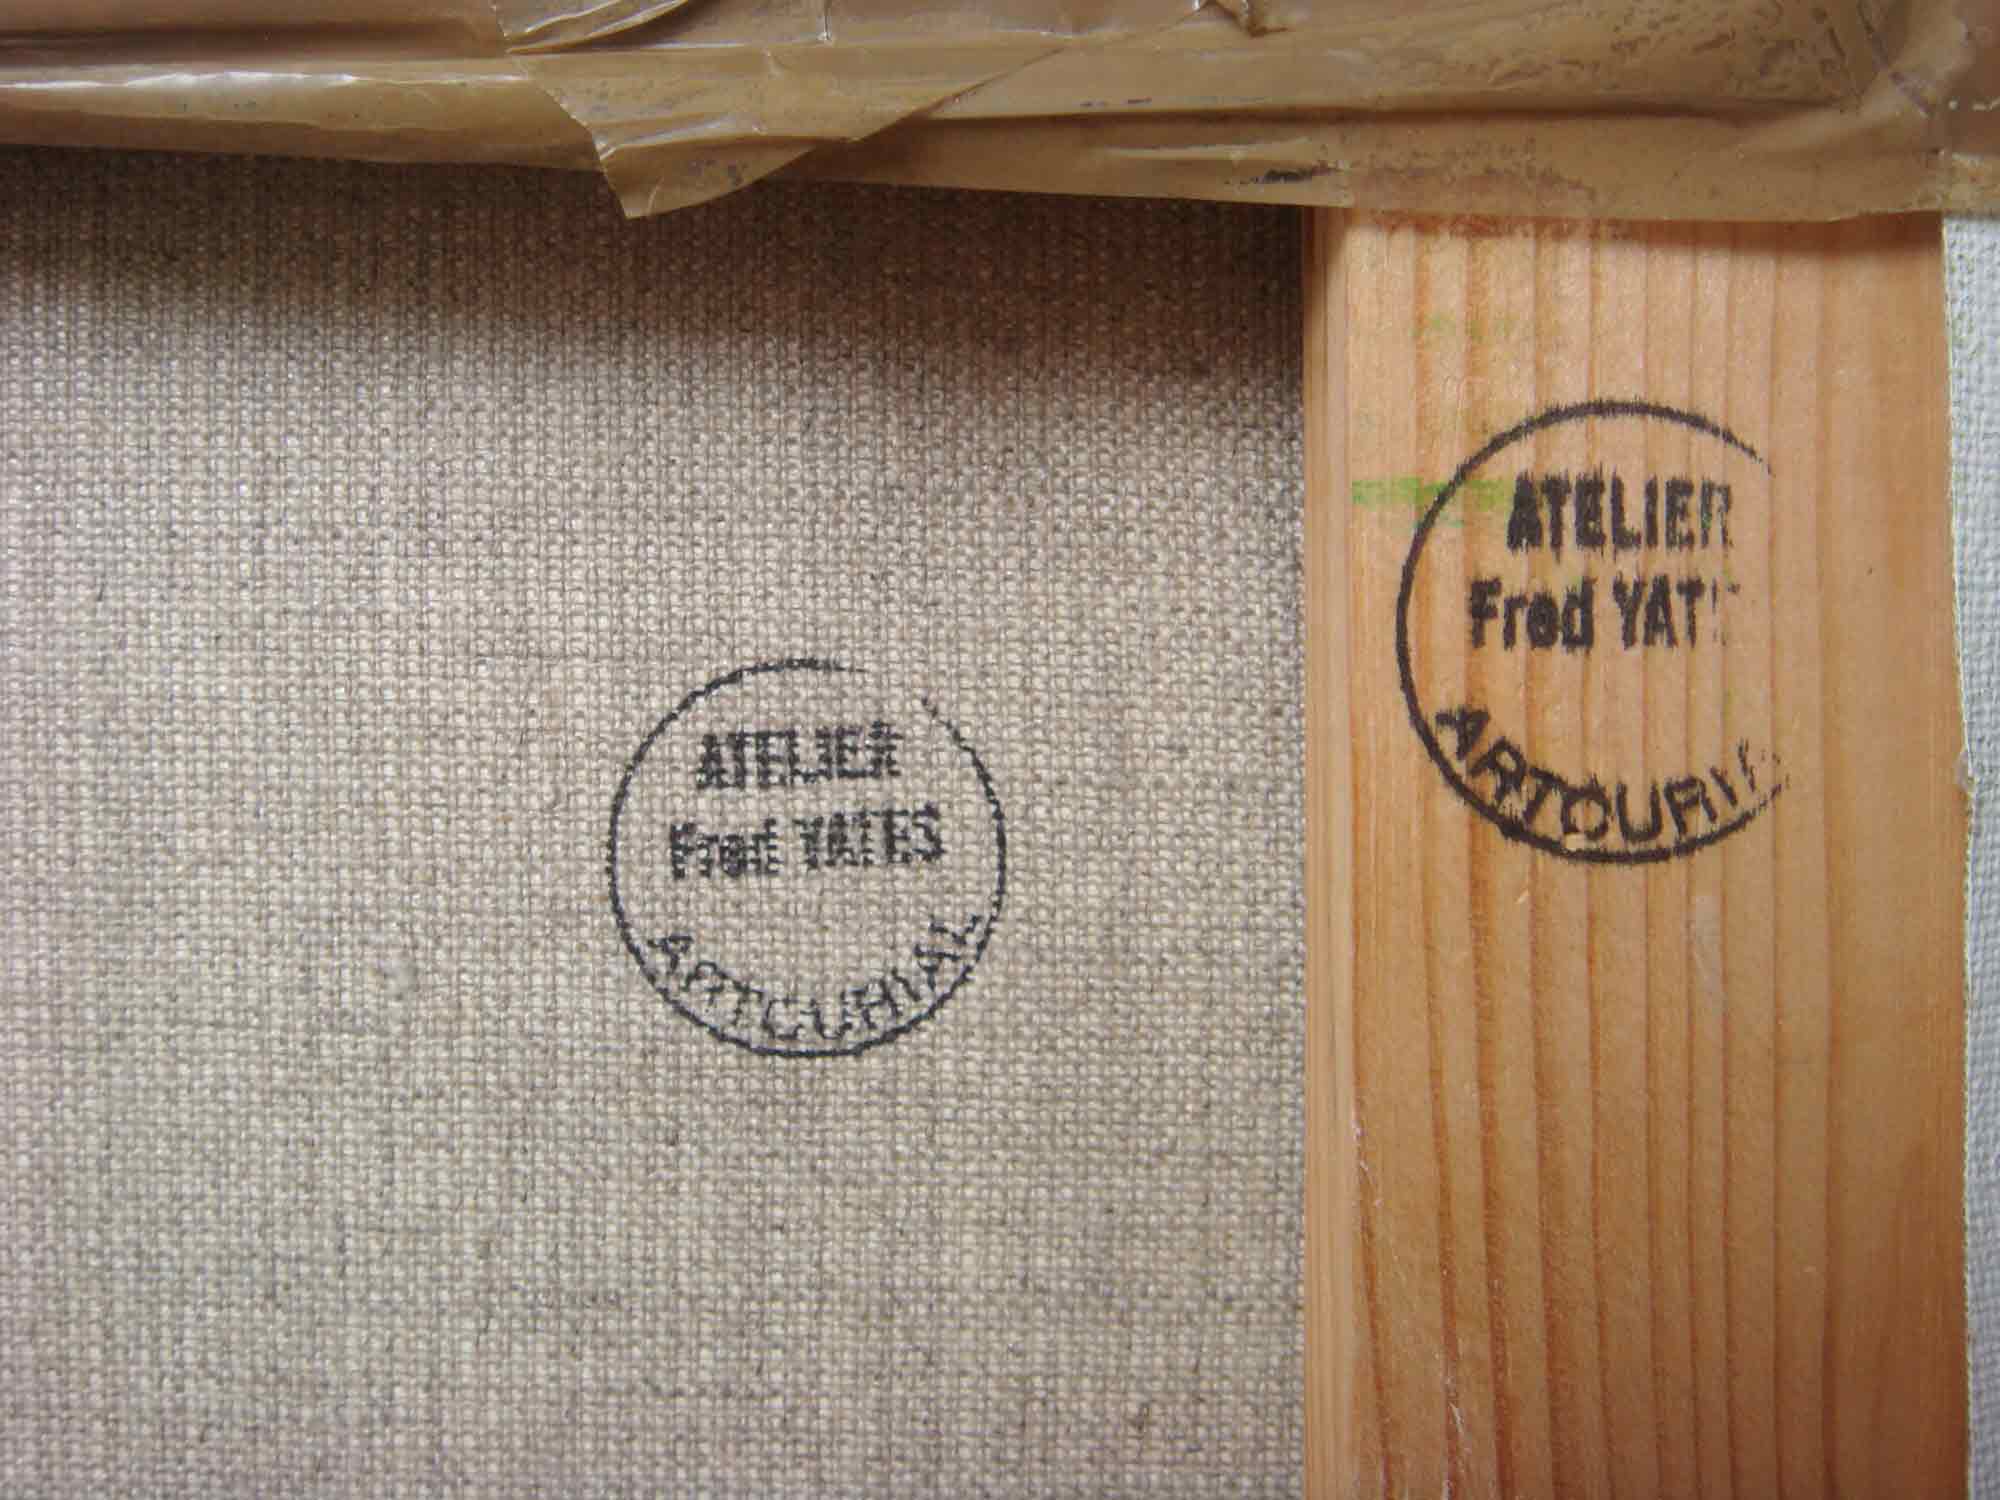 ATELIER
Fred YATES
ARTCURIAL
ATELIER
Fred YAT
ARTCURI